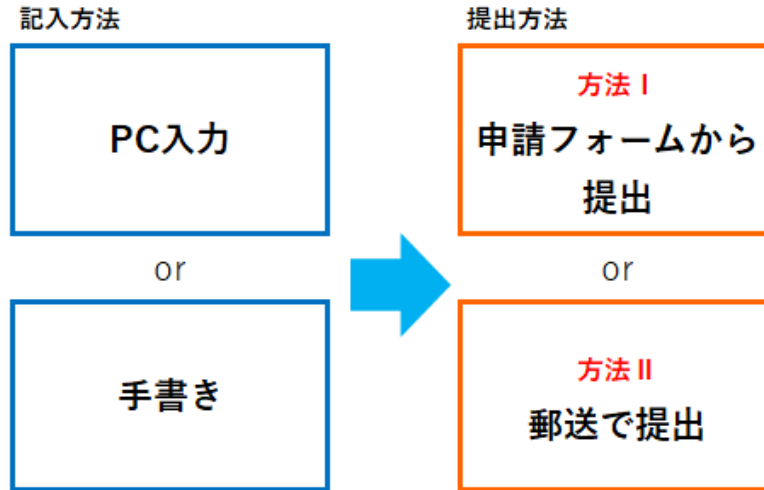 記入方法
PC入力
or
手書き
提出方法
方法Ⅰ
申請フォームから
提出
or
方法Ⅱ
郵送で提出